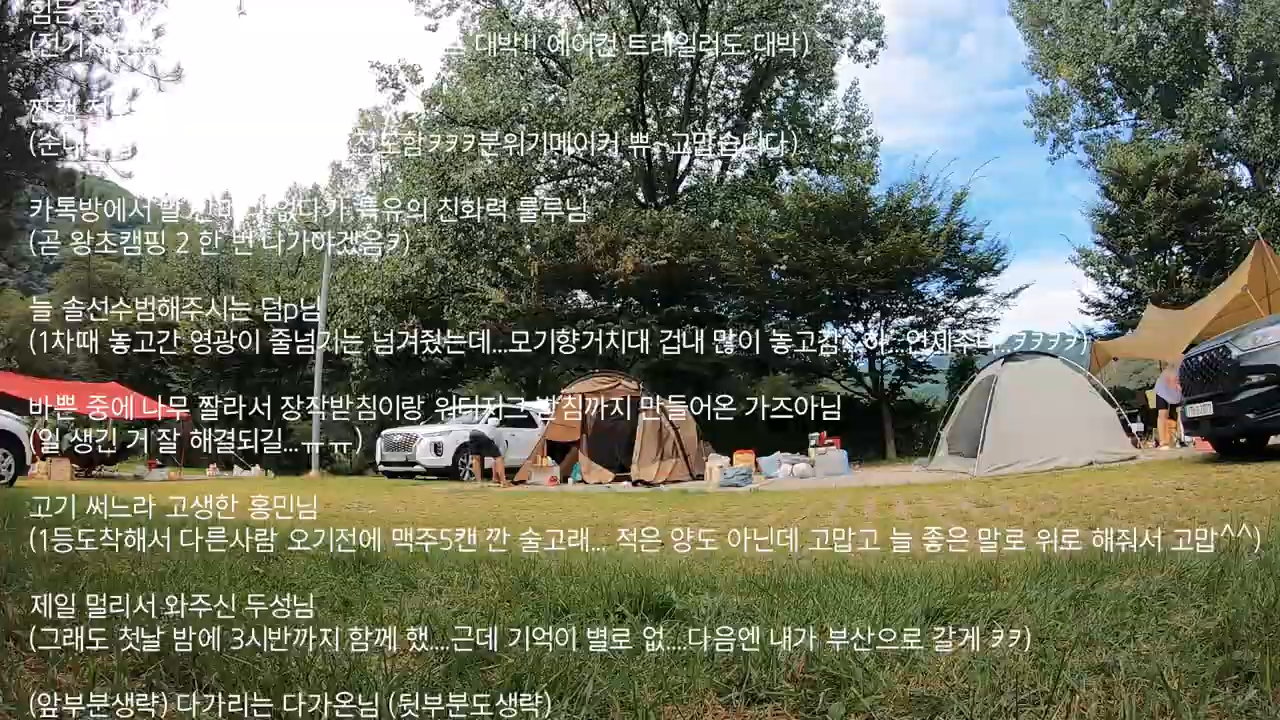 힘든 중
(전기 대박!! 에어컨 트레일러도 대박)
짠캠
(순대 선도함ㅋㅋㅋ분위기메이커 쀼~고맙습니다)
카톡방에서 없다가 특유의 친화력 룰루님
(곧 왕초캠핑 2 한 번 나가야겠음ㅋ)
늘 솔선수범해주시는 덤p님
(1차때 놓고간 영광이 줄넘기는 넘겨줬는데...모기향거치대 겁내 많이 놓고감 언제주냐..ㅋㅋㅋㅋ)
바쁜 중에 나무 짤라서 장작받침이랑 워터저그 받침까지 만들어온 가즈아님
(일 생긴 거 잘 해결되길...ㅠㅠ)
고기 써느라 고생한 홍민님
(1등도착해서 다른사람 오기전에 맥주5캔 깐 술고래... 적은 양도 아닌데 고맙고 늘 좋은 말로 위로 해줘서 고맙^^)
제일 멀리서 와주신 두성님
(그래도 첫날 밤에 3시반까지 함께 했....근데 기억이 별로 없....다음엔 내가 부산으로 갈게 ㅋㅋ)
(앞부분생략) 다가리는 다가온님 (뒷부분도생략)